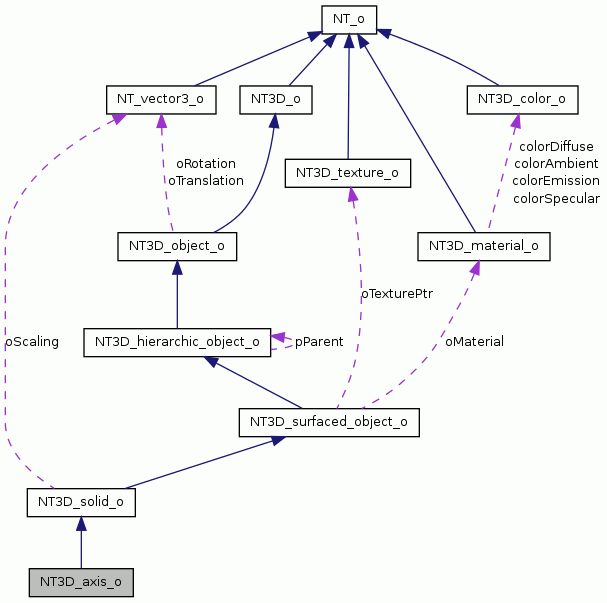 NT_o
NT_vector3_o
NT3D_o
NT3D_color_o
colorDiffuse
colorAmbient
colorEmission
colorSpecular
oRotation
oTranslation
NT3D_texture_o
NT3D_object_o
NT3D_material_o
oTexturePtr
oScaling
NT3D_hierarchic_object_o
pParent
oMaterial
NT3D_surfaced_object_o
NT3D_solid_o
NT3D_axis_o